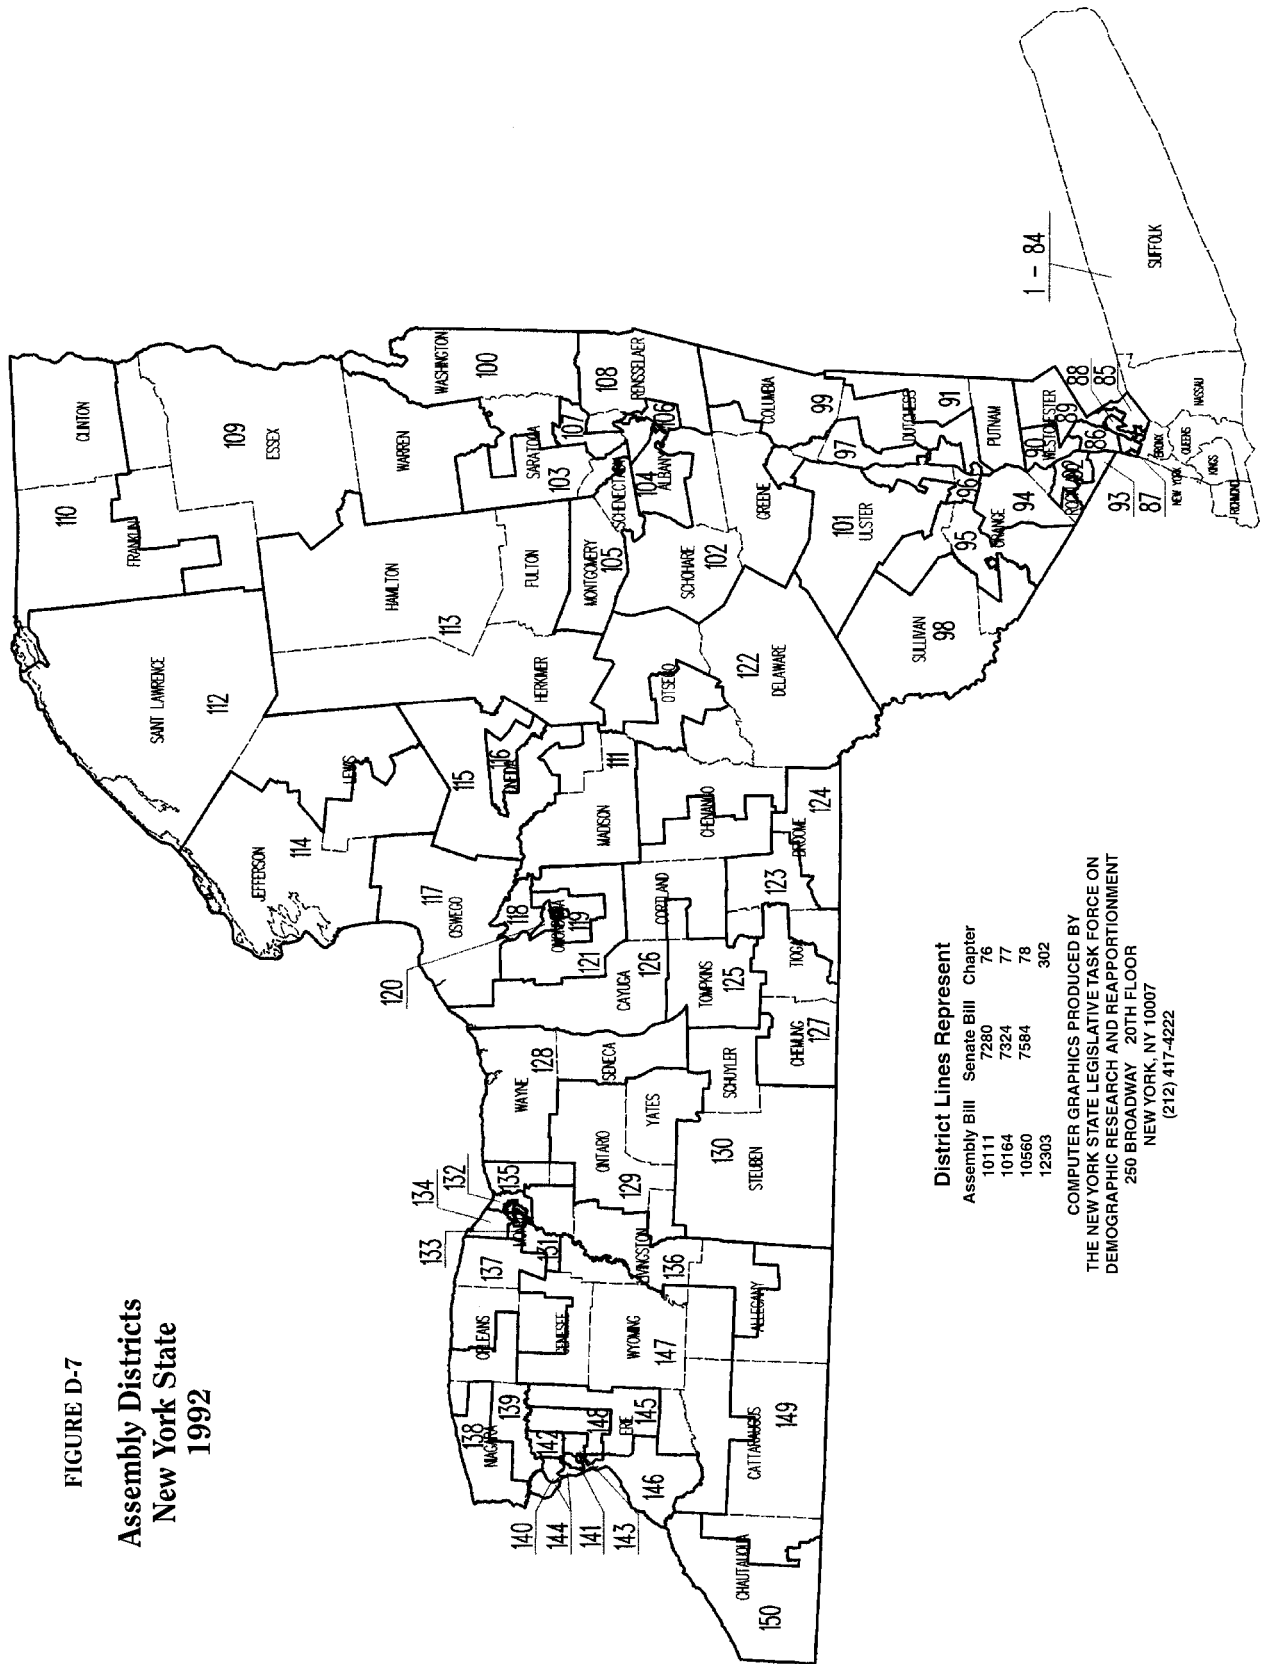 FIGURE D-7
Assembly Districts
New York State
1992
CLINTON
110
FRANKLIN
109
ESSEX
SAINT LAWRENCE
112
HAMILTON
113
WARREN
WASHINGTON
100
JEFFERSON
114
LEWIS
HERKIMER
FULTON
SARATOGA
103
107
MONTGOMERY
105
SCHENECTADY
108
RENSSELAER
104
ALBANY
106
117
OSWEGO
115
116
ONEIDA
111
MADISON
118
ONONDAGA
119
120
121
CAYUGA
126
CORTLAND
CHENANGO
OTSEGO
SCHOHARIE
102
GREENE
COLUMBIA
99
122
DELAWARE
101
ULSTER
97
DUTCHESS
91
SULLIVAN
98
95
ORANGE
96
94
PUTNAM
90
WESTCHESTER
89
88
85
86
92
ROCKLAND
93
87
BRONX
NEW YORK
QUEENS
KINGS
RICHMOND
NASSAU
SUFFOLK
1 - 84
123
BROOME
124
TOMPKINS
125
TIOGA
CHEMUNG
127
SCHUYLER
WAYNE
128
SENECA
ONTARIO
129
YATES
130
STEUBEN
134
132
133
135
MONROE
131
137
LIVINGSTON
136
ORLEANS
GENESEE
WYOMING
147
ALLEGANY
138
NIAGARA
139
142
148
ERIE
145
146
140
144
141
143
CATTARAUGUS
149
CHAUTAUQUA
150
District Lines Represent
Assembly Bill Senate Bill Chapter
10111 7280 76
10164 7324 77
10560 7584 78
12303 302
COMPUTER GRAPHICS PRODUCED BY
THE NEW YORK STATE LEGISLATIVE TASK FORCE ON
DEMOGRAPHIC RESEARCH AND REAPPORTIONMENT
250 BROADWAY 20TH FLOOR
NEW YORK, NY 10007
(212) 417-4222